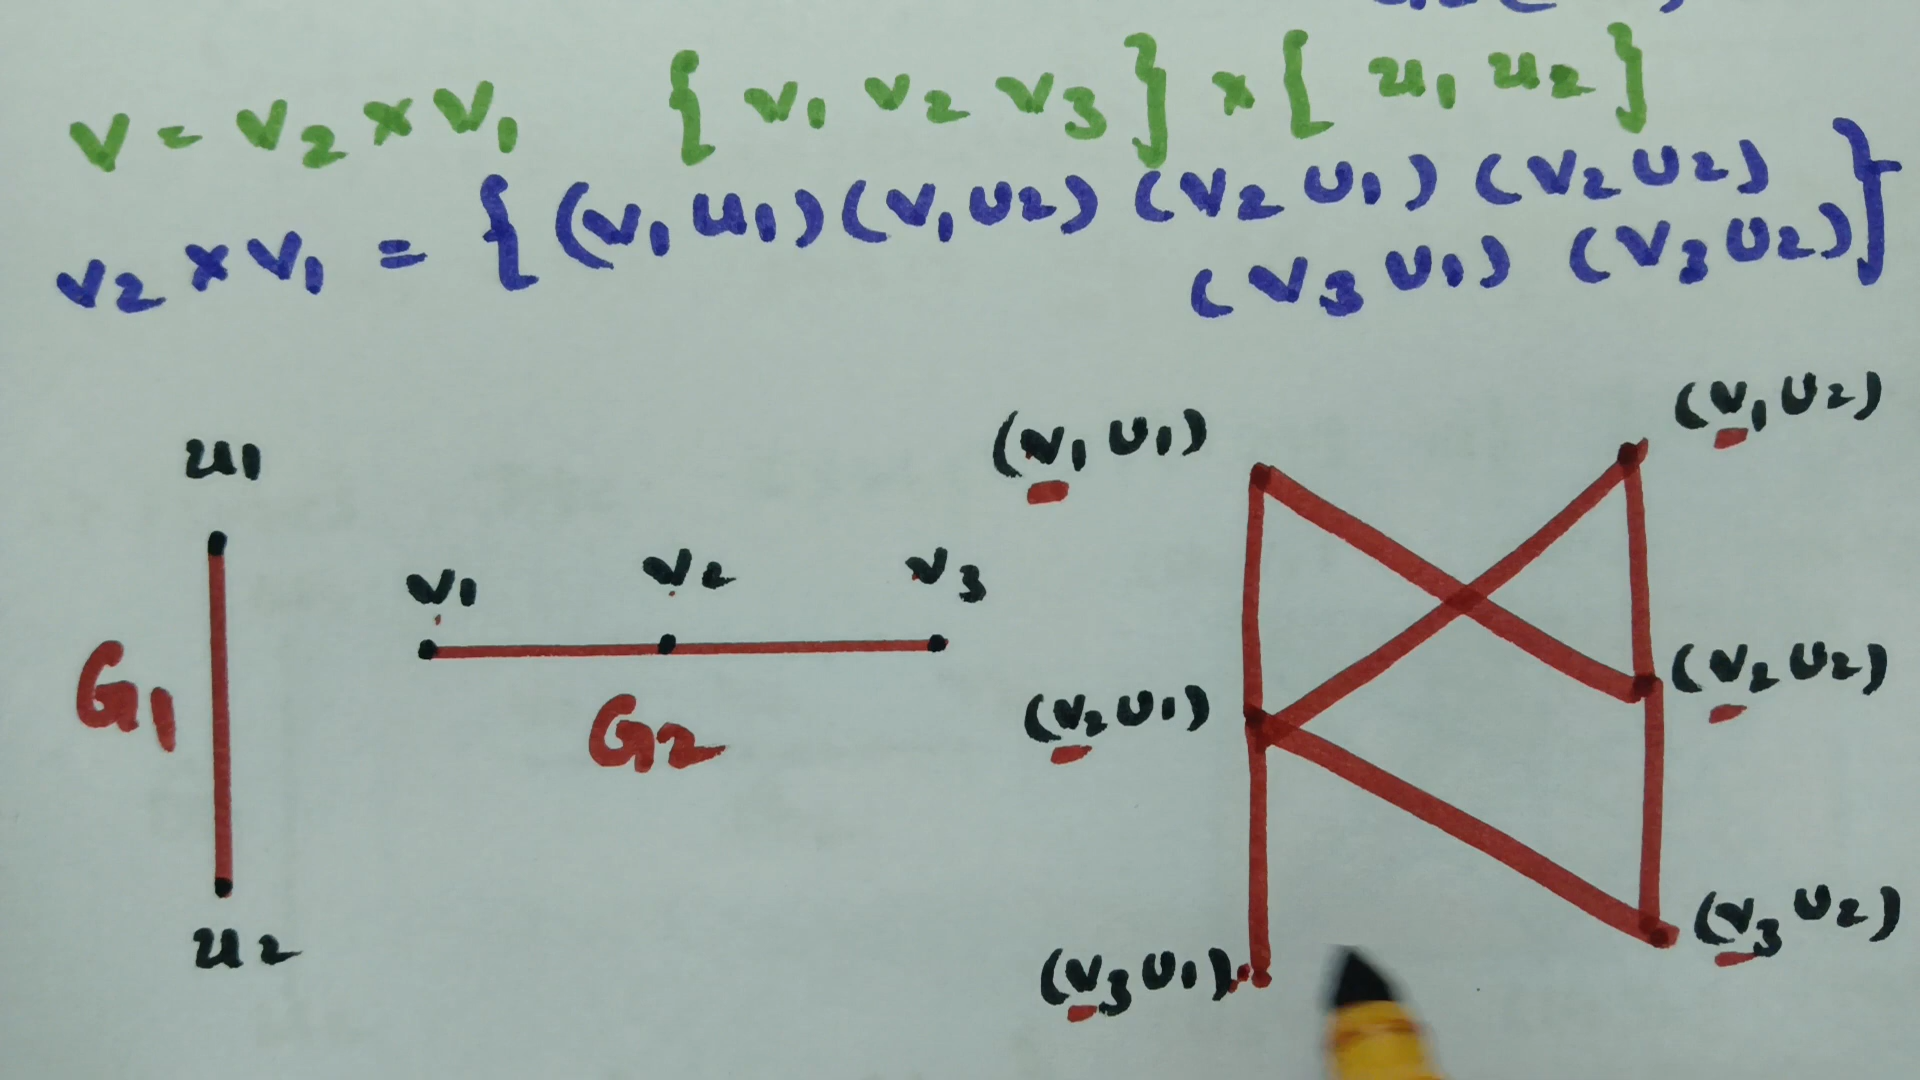 V = V2 × V1 { v1 v2 v3 } × [ u1 u2 ]
V2 × V1 = { (v1 u1) (v1 u2) (v2 u1) (v2 u2)
(v3 u1) (v3 u2) }
(v1 u2)
u1
(v1 u1)
v1 v2 v3
G1
G2
(v2 u1)
(v2 u2)
u2
(v3 u1)
(v3 u2)